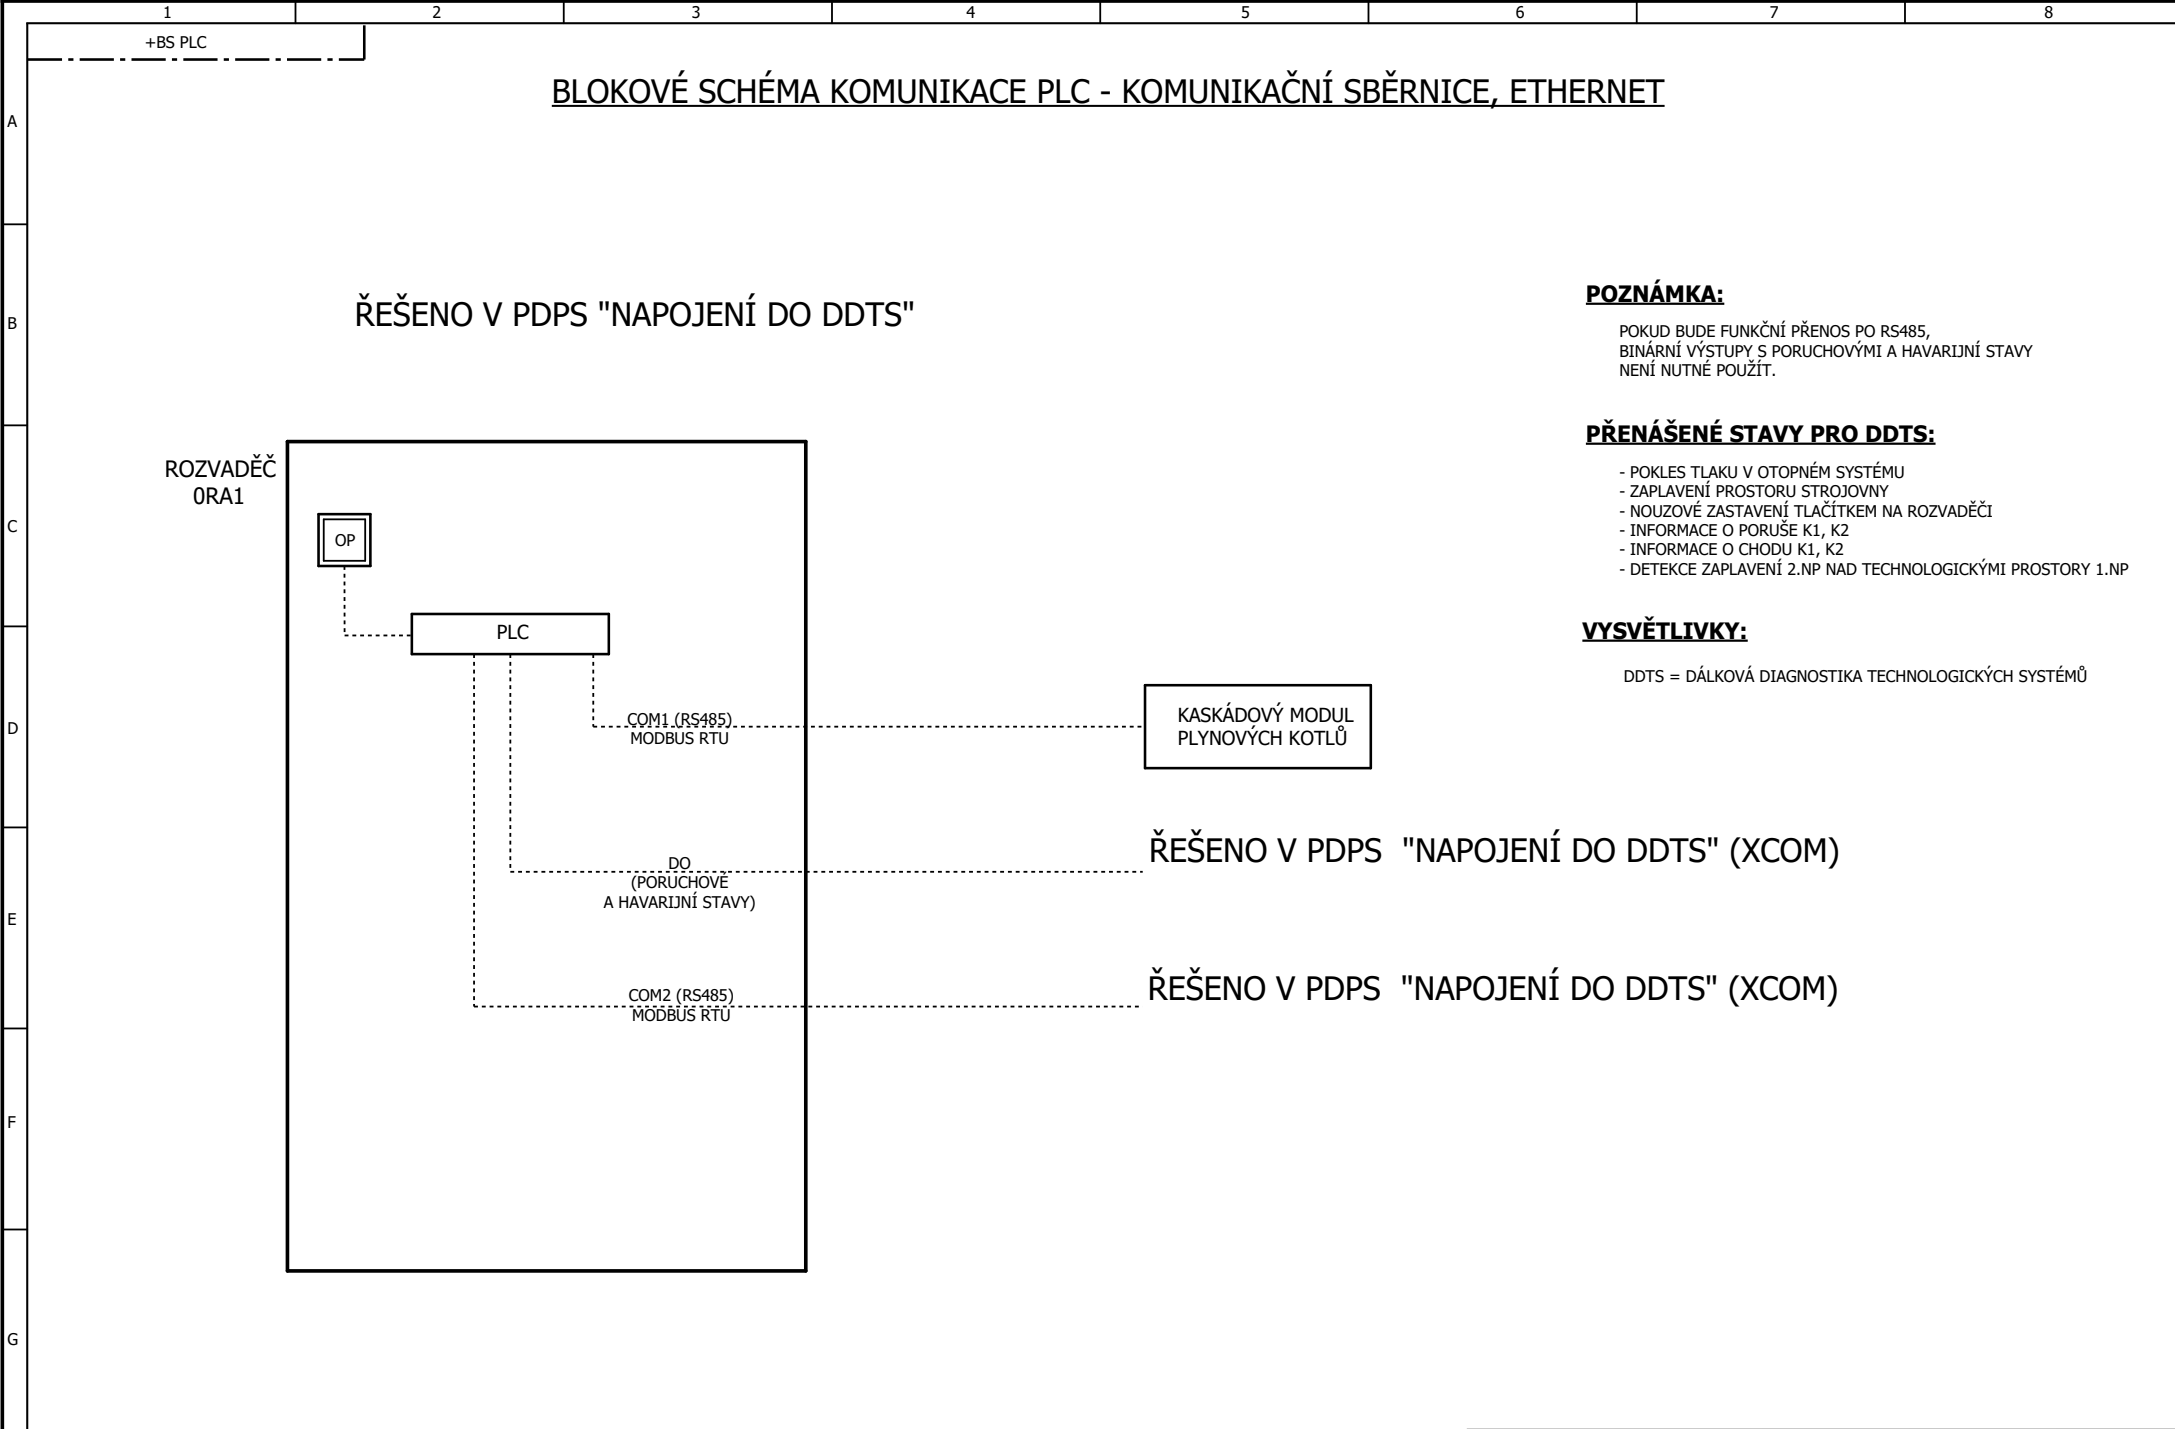 1 2 3 4 5 6 7 8
+BS PLC
BLOKOVÉ SCHÉMA KOMUNIKACE PLC - KOMUNIKAČNÍ SBĚRNICE, ETHERNET
A
B
ŘEŠENO V PDPS "NAPOJENÍ DO DDTS"
POZNÁMKA:
POKUD BUDE FUNKČNÍ PŘENOS PO RS485,
BINÁRNÍ VÝSTUPY S PORUCHOVÝMI A HAVARIJNÍ STAVY
NENÍ NUTNÉ POUŽÍT.
PŘENÁŠENÉ STAVY PRO DDTS:
- POKLES TLAKU V OTOPNÉM SYSTÉMU
- ZAPLAVENÍ PROSTORU STROJOVNY
- NOUZOVÉ ZASTAVENÍ TLAČÍTKEM NA ROZVADĚČI
- INFORMACE O PORUŠE K1, K2
- INFORMACE O CHODU K1, K2
- DETEKCE ZAPLAVENÍ 2.NP NAD TECHNOLOGICKÝMI PROSTORY 1.NP
VYSVĚTLIVKY:
DDTS = DÁLKOVÁ DIAGNOSTIKA TECHNOLOGICKÝCH SYSTÉMŮ
ROZVADĚČ
0RA1
C
OP
PLC
D
COM1 (RS485)
MODBUS RTU
KASKÁDOVÝ MODUL
PLYNOVÝCH KOTLŮ
E
DO
(PORUCHOVÉ
A HAVARIJNÍ STAVY)
ŘEŠENO V PDPS "NAPOJENÍ DO DDTS" (XCOM)
COM2 (RS485)
MODBUS RTU
ŘEŠENO V PDPS "NAPOJENÍ DO DDTS" (XCOM)
F
G